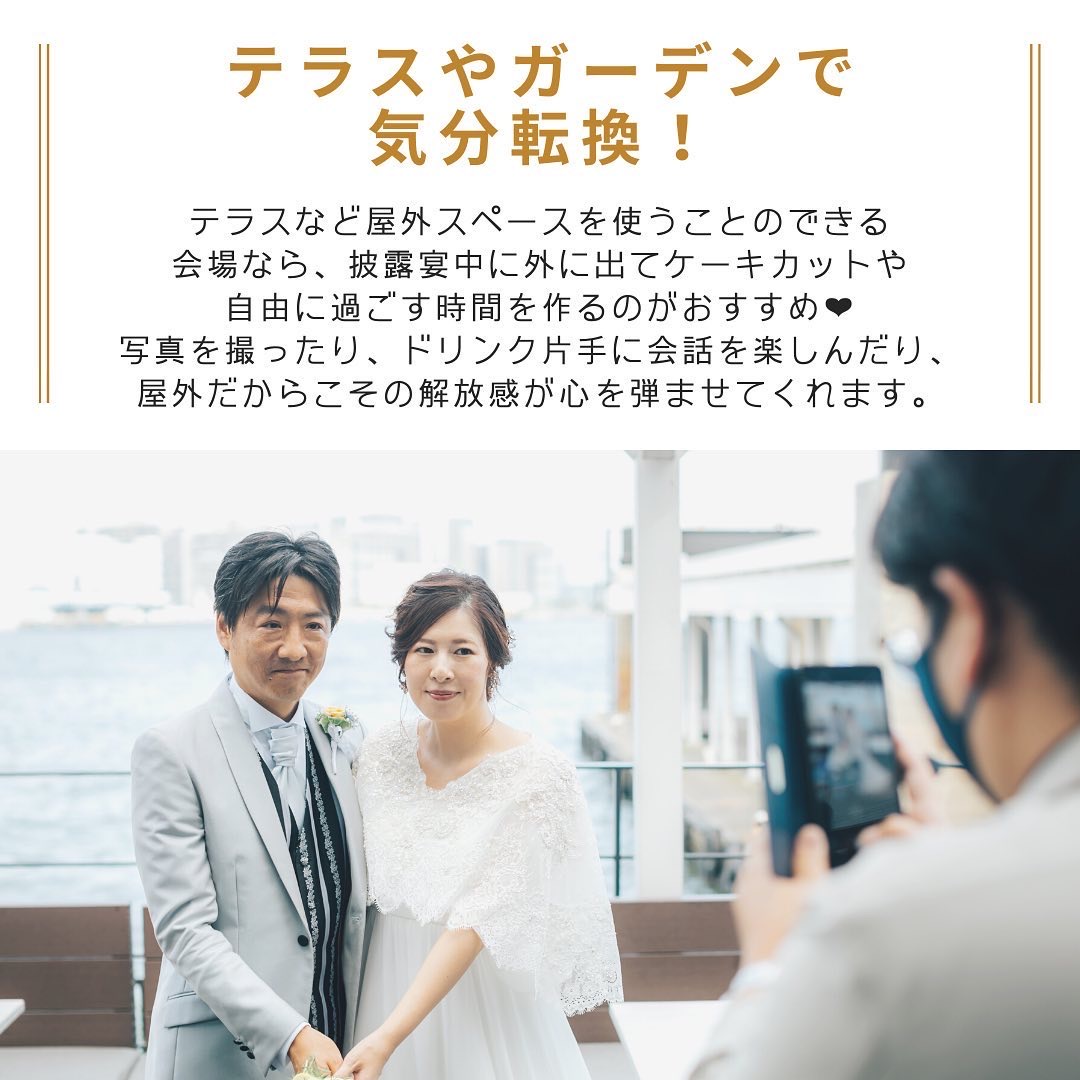 テラスやガーデンで
気分転換！
テラスなど屋外スペースを使うことのできる
会場なら、披露宴中に外に出てケーキカットや
自由に過ごす時間を作るのがおすすめ❤
写真を撮ったり、ドリンク片手に会話を楽しんだり、
屋外だからこその解放感が心を弾ませてくれます。